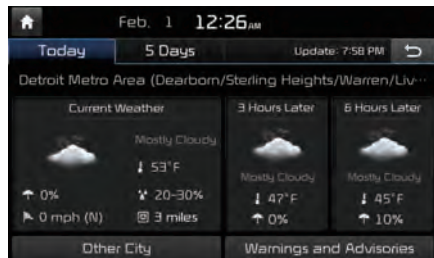 Feb. 1 12:26 AM
Today 5 Days Update: 7:58 PM
Detroit Metro Area (Dearborn/Sterling Heights/Warren/Liv...
Current Weather
Mostly Cloudy
53°F
0% 20-30%
0 mph (N) 3 miles
3 Hours Later
Mostly Cloudy
47°F
0%
6 Hours Later
Mostly Cloudy
45°F
10%
Other City Warnings and Advisories